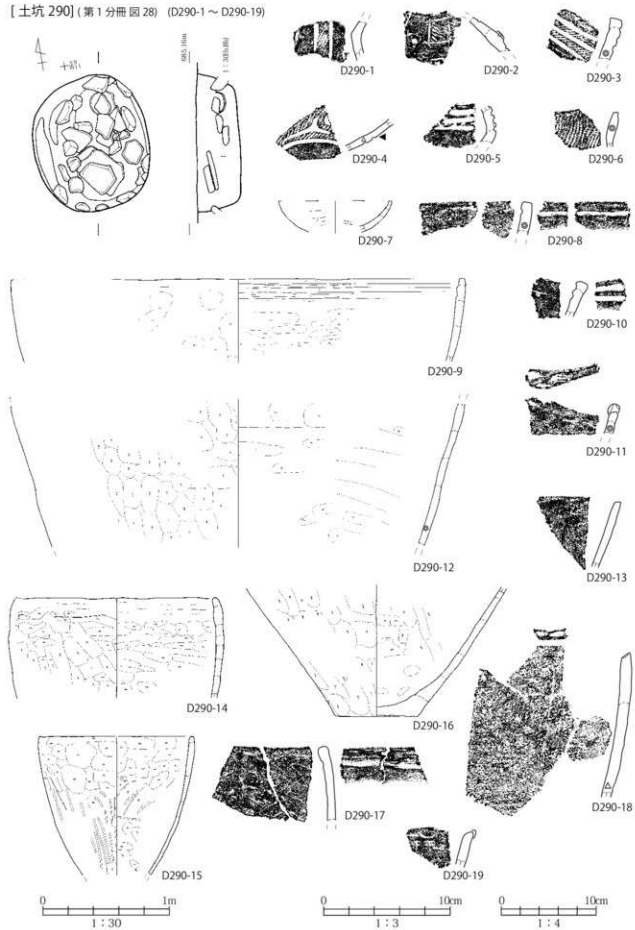 [ 土坑 290 ] ( 第 1 分冊 図 28 ) (D290-1 ～ D290-19)
685.16m
D290-1
D290-2
D290-3
D290-4
D290-5
D290-6
D290-7
D290-8
D290-9
D290-10
D290-11
D290-12
D290-13
D290-14
D290-16
D290-15
D290-17
D290-18
D290-19
0 1m
1：30
0 10cm
1：3
0 10cm
1：4